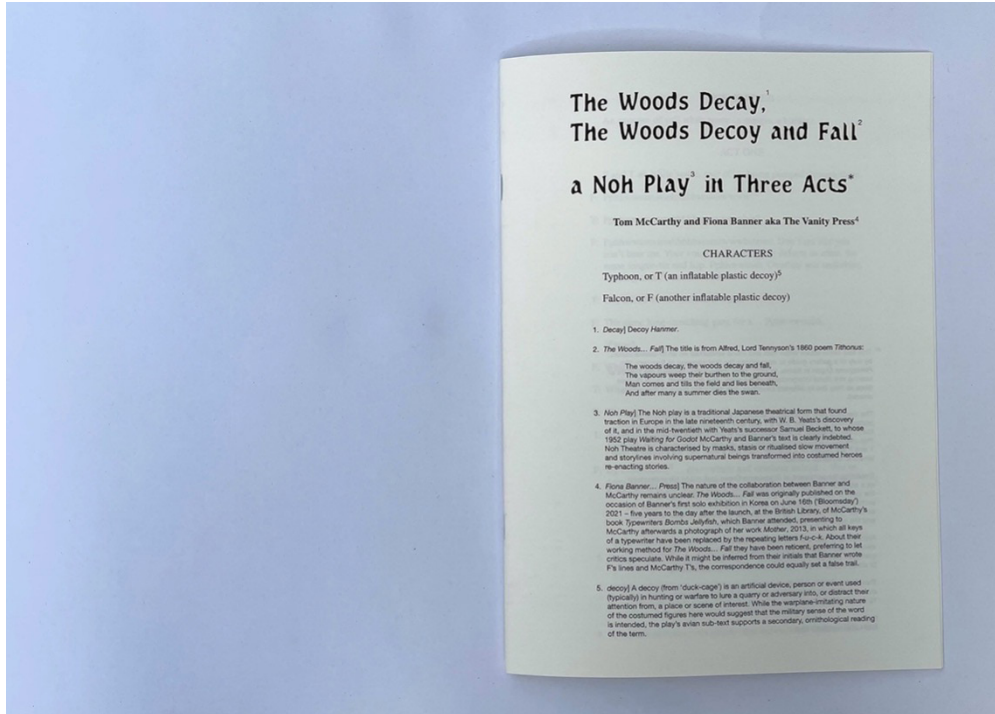 The Woods Decay,¹
The Woods Decoy and Fall²
a Noh Play³ in Three Acts*
Tom McCarthy and Fiona Banner aka The Vanity Press⁴
CHARACTERS
Typhoon, or T (an inflatable plastic decoy)⁵
Falcon, or F (another inflatable plastic decoy)
1. Decay] Decoy Hanmer.
2. The Woods... Fall] The title is from Alfred, Lord Tennyson's 1860 poem Tithonus:
The woods decay, the woods decay and fall,
The vapours weep their burthen to the ground,
Man comes and tills the field and lies beneath,
And after many a summer dies the swan.
3. Noh Play] The Noh play is a traditional Japanese theatrical form that found
traction in Europe in the late nineteenth century, with W. B. Yeats's discovery
of it, and in the mid-twentieth with Yeats's successor Samuel Beckett, to whose
1952 play Waiting for Godot McCarthy and Banner's text is clearly indebted.
Noh Theatre is characterised by masks, stasis or ritualised slow movement
and storylines involving supernatural beings transformed into costumed heroes
re-enacting stories.
4. Fiona Banner... Press] The nature of the collaboration between Banner and
McCarthy remains unclear. The Woods... Fall was originally published on the
occasion of Banner's first solo exhibition in Korea on June 16th ('Bloomsday')
2021 – five years to the day after the launch, at the British Library, of McCarthy's
book Typewriters Bombs Jellyfish, which Banner attended, presenting to
McCarthy afterwards a photograph of her work Mother, 2013, in which all keys
of a typewriter have been replaced by the repeating letters f-u-c-k. About their
working method for The Woods... Fall they have been reticent, preferring to let
critics speculate. While it might be inferred from their initials that Banner wrote
F's lines and McCarthy T's, the correspondence could equally set a false trail.
5. decoy] A decoy (from 'duck-cage') is an artificial device, person or event used
(typically) in hunting or warfare to lure a quarry or adversary into, or distract their
attention from, a place or scene of interest. While the warplane-imitating nature
of the costumed figures here would suggest that the military sense of the word
is intended, the play's avian sub-text supports a secondary, ornithological reading
of the term.